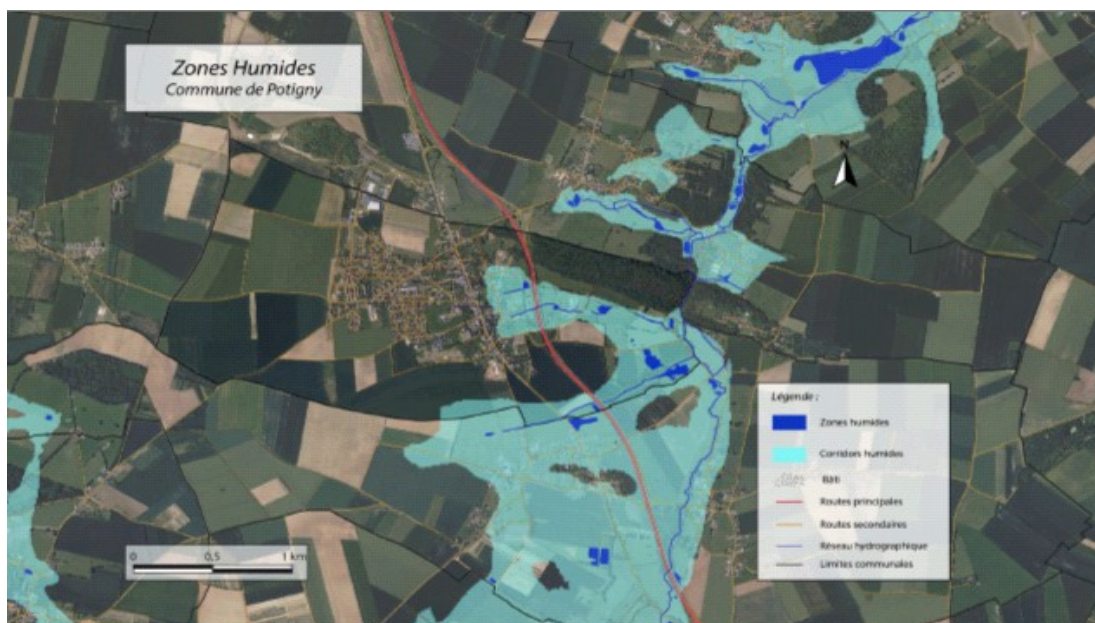 Zones Humides
Commune de Potigny
N
Légende :
Zones humides
Corridors humides
Bâti
Routes principales
Routes secondaires
Réseau hydrographique
Limites communales
0 0,5 1 km